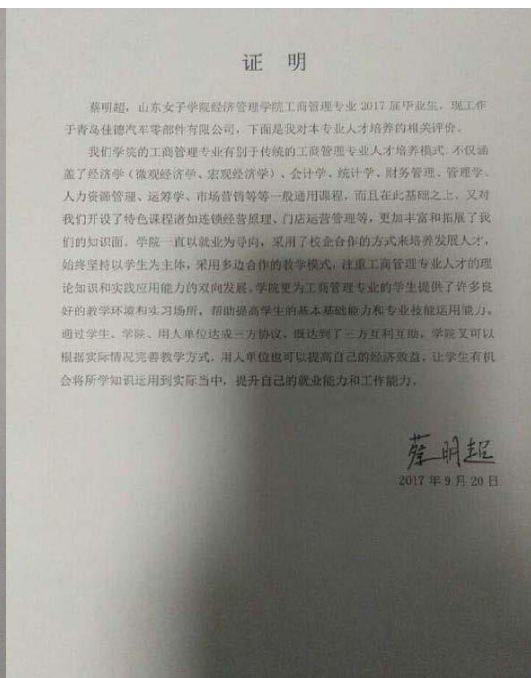 证 明
蔡明超，山东女子学院经济管理学院工商管理专业 2017 届毕业生，现工作
于青岛佳德汽车零部件有限公司，下面是我对本专业人才培养的相关评价。
我们学院的工商管理专业有别于传统的工商管理专业人才培养模式，不仅涵
盖了经济学（微观经济学、宏观经济学）、会计学、统计学、财务管理、管理学、
人力资源管理、运筹学、市场营销等等一般通用课程，而且在此基础之上，又对
我们开设了特色课程诸如连锁经营原理、门店运营管理等，更加丰富和拓展了我
们的知识面。学院一直以就业为导向，采用了校企合作的方式来培养发展人才，
始终坚持以学生为主体，采用多边合作的教学模式，注重工商管理专业人才的理
论知识和实践应用能力的双向发展。学院更为工商管理专业的学生提供了许多良
好的教学环境和实习场所，帮助提高学生的基本基础能力和专业技能运用能力。
通过学生、学院、用人单位达成三方协议，既达到了三方互利互助，学院又可以
根据实际情况完善教学方式，用人单位也可以提高自己的经济效益，让学生有机
会将所学知识运用到实际当中，提升自己的就业能力和工作能力。
蔡明超
2017 年 9 月 20 日